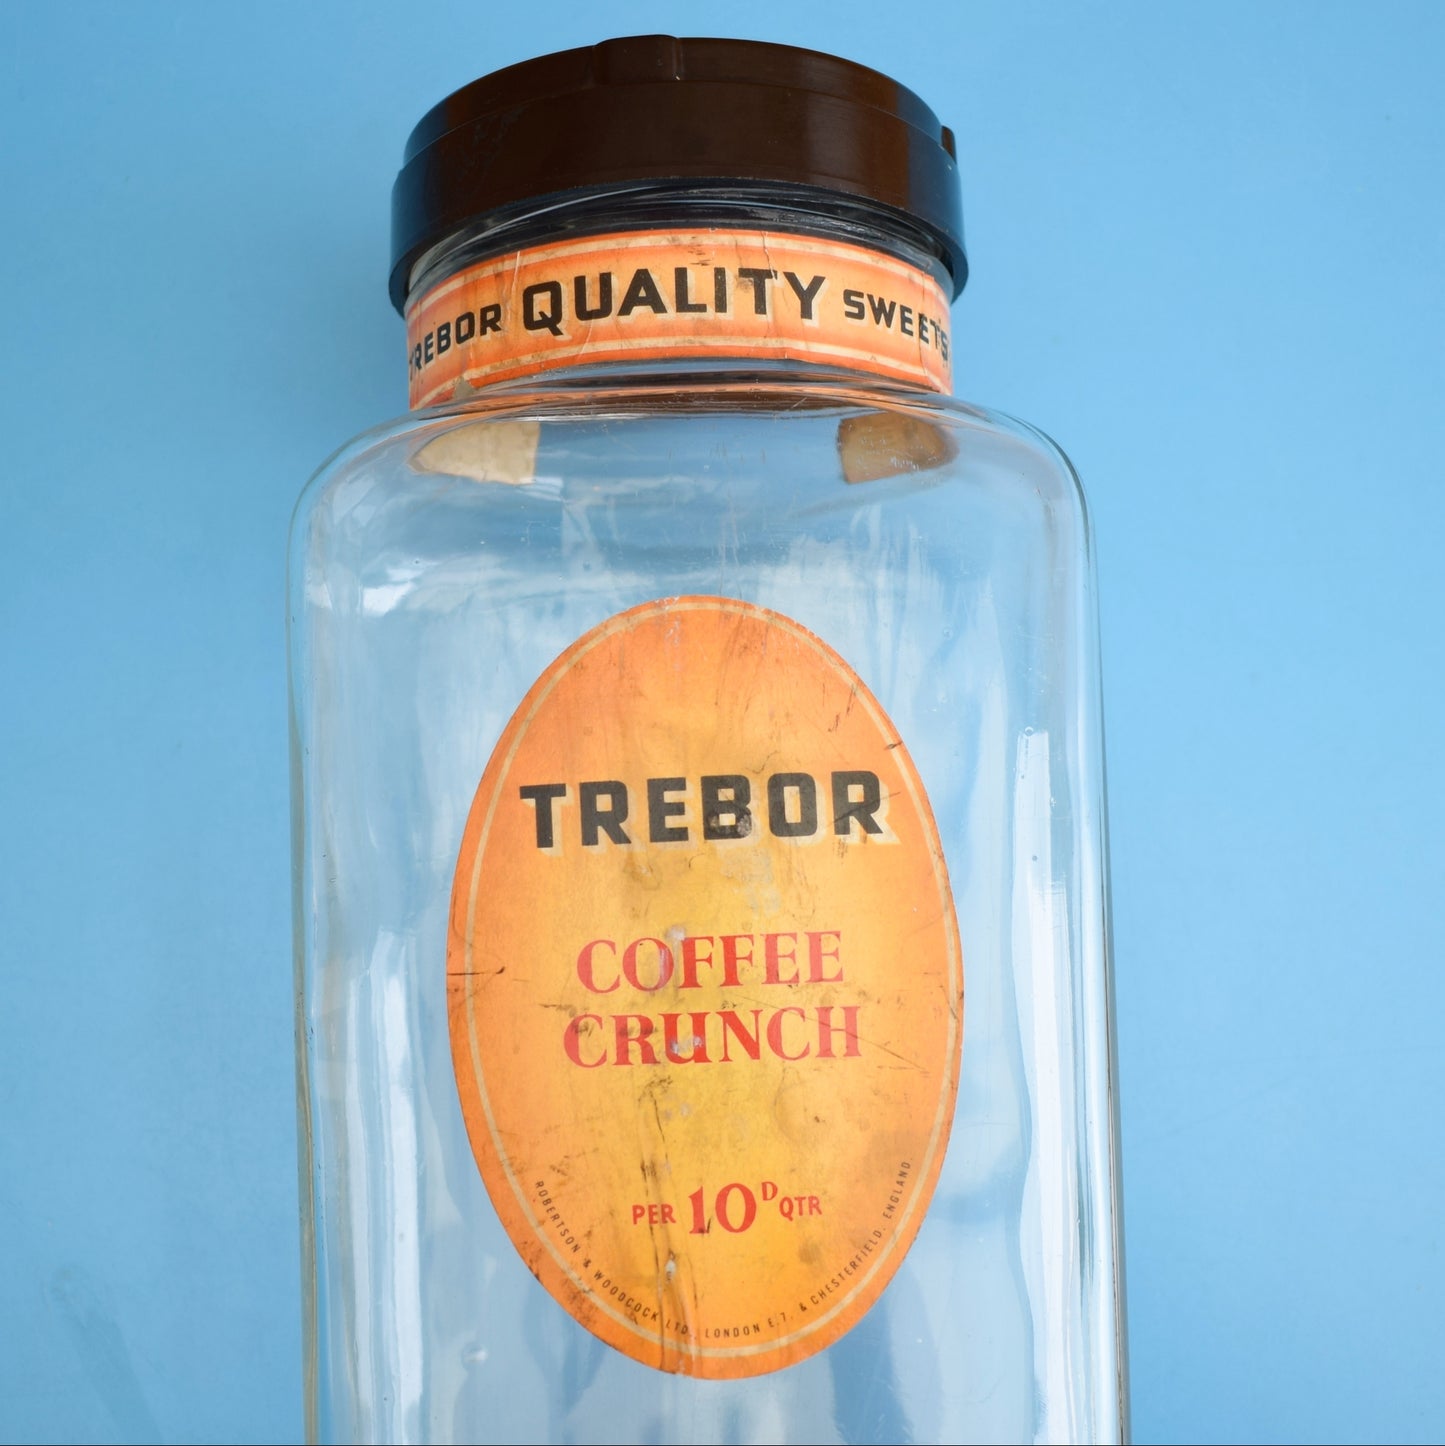 TREBOR QUALITY SWEETS
TREBOR
COFFEE
CRUNCH
PER 10D QTR
ROBERTSON & WOODCOCK LTD., LONDON E.7. & CHESTERFIELD. ENGLAND.